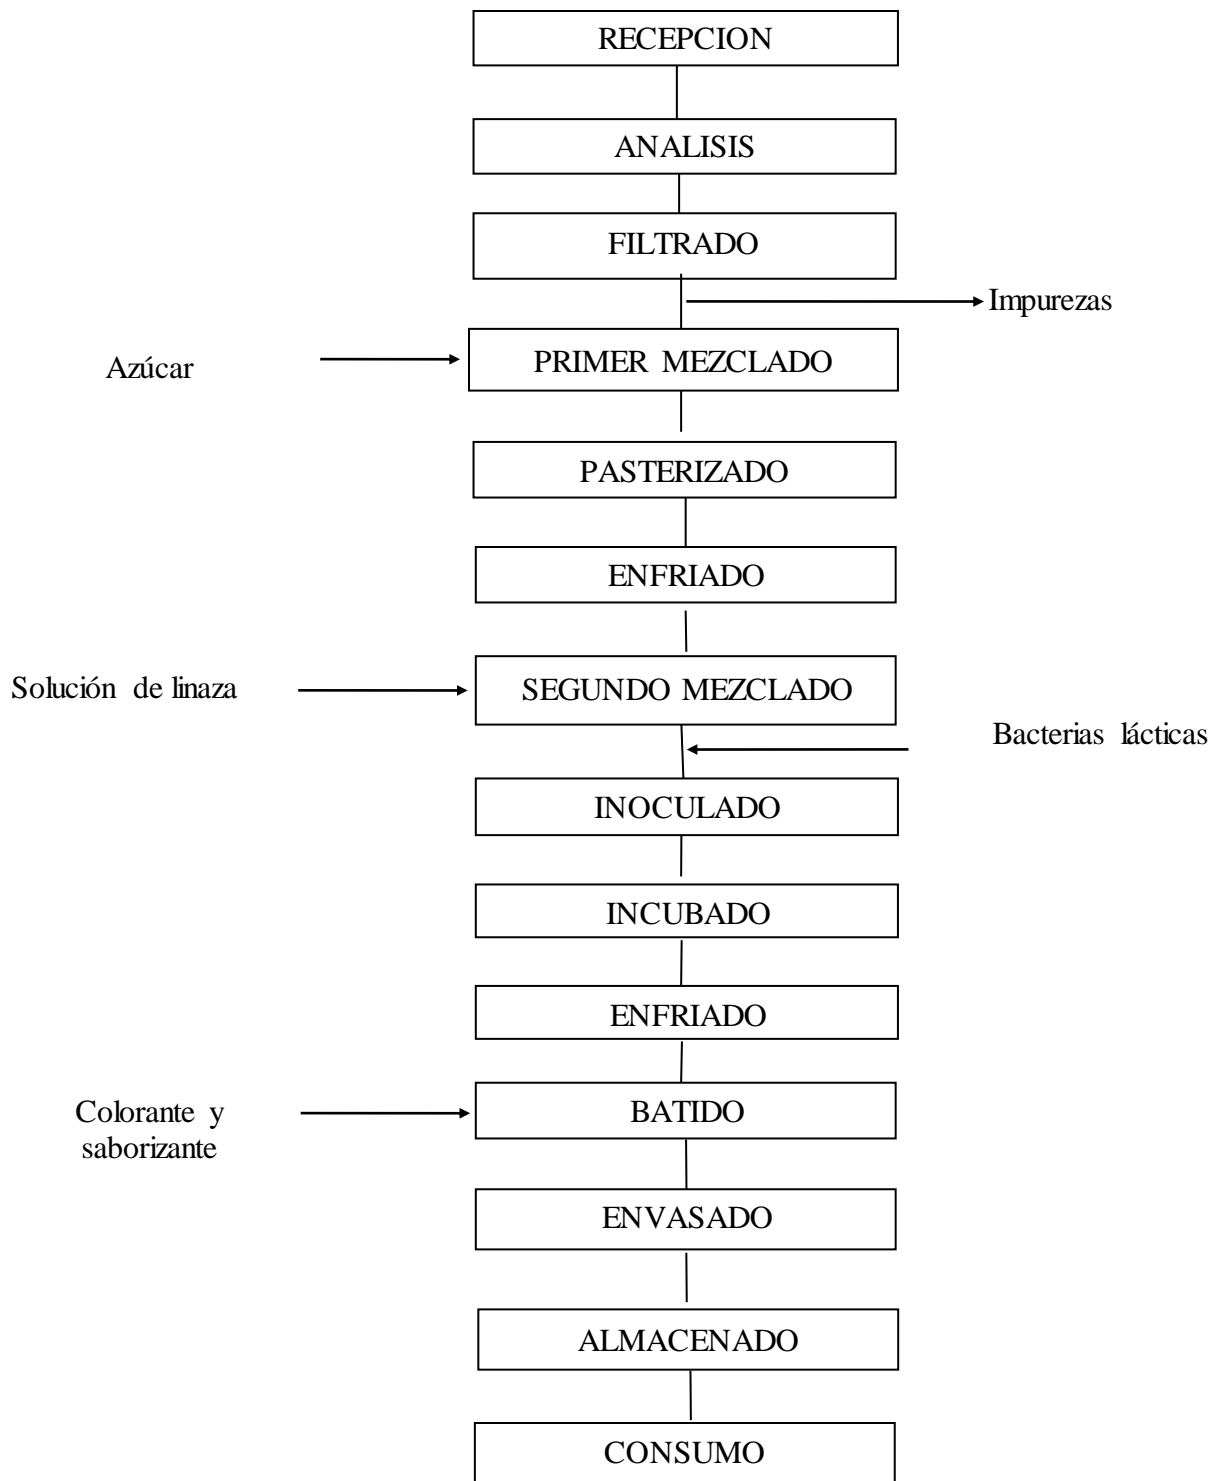 RECEPCION
ANALISIS
FILTRADO
Impurezas
Azúcar
PRIMER MEZCLADO
PASTERIZADO
ENFRIADO
Solución de linaza
SEGUNDO MEZCLADO
Bacterias lácticas
INOCULADO
INCUBADO
ENFRIADO
Colorante y
saborizante
BATIDO
ENVASADO
ALMACENADO
CONSUMO